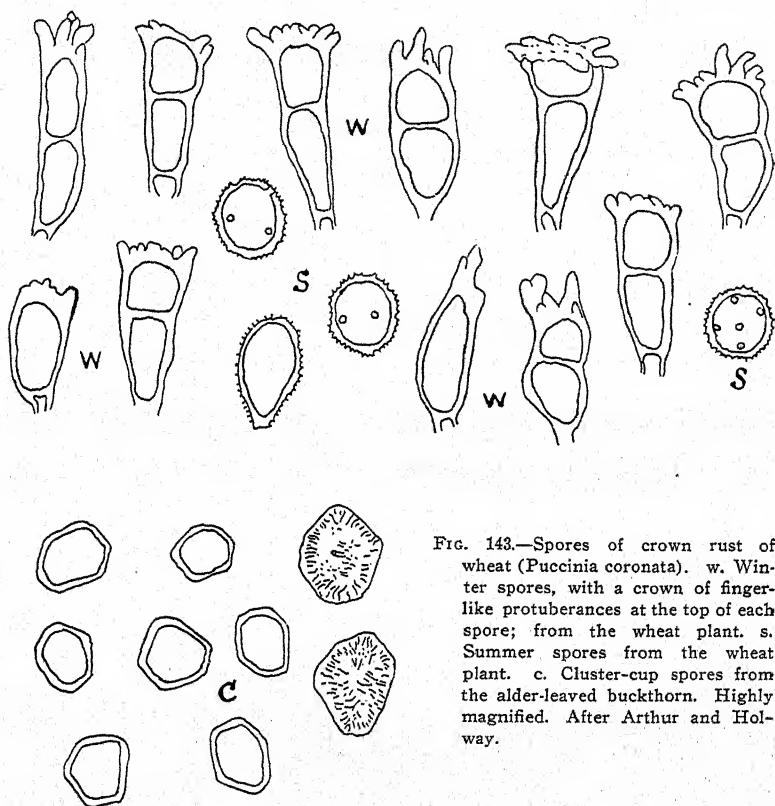 W
S
W
W
S
C
FIG. 143.—Spores of crown rust of
wheat (Puccinia coronata). w. Win-
ter spores, with a crown of finger-
like protuberances at the top of each
spore; from the wheat plant. s.
Summer spores from the wheat
plant. c. Cluster-cup spores from
the alder-leaved buckthorn. Highly
magnified. After Arthur and Hol-
way.